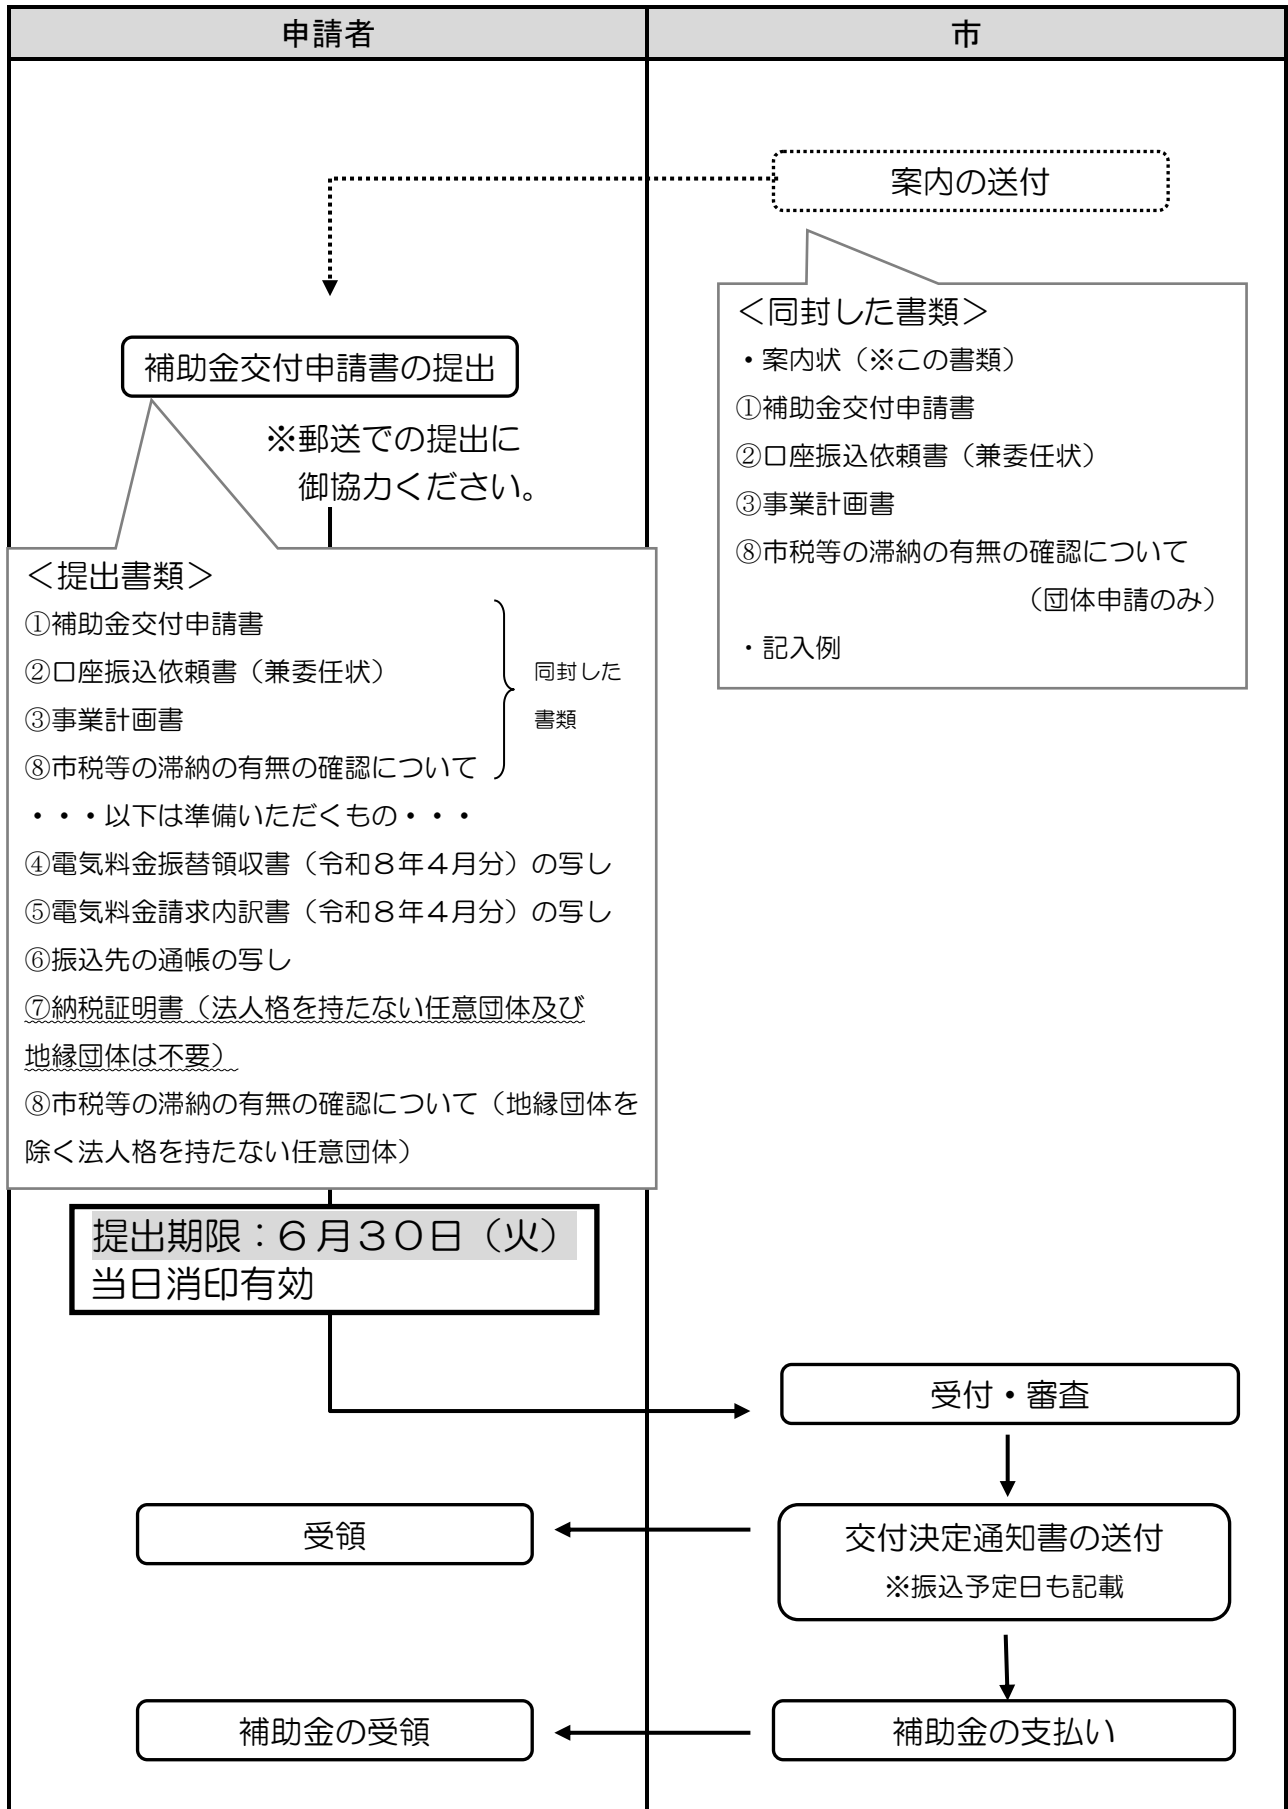 申請者
市
案内の送付
＜同封した書類＞
・案内状（※この書類）
①補助金交付申請書
②口座振込依頼書（兼委任状）
③事業計画書
⑧市税等の滞納の有無の確認について
（団体申請のみ）
・記入例
補助金交付申請書の提出
※郵送での提出に
御協力ください。
＜提出書類＞
①補助金交付申請書
②口座振込依頼書（兼委任状）
③事業計画書
⑧市税等の滞納の有無の確認について
同封した
書類
・・・以下は準備いただくもの・・・
④電気料金振替領収書（令和８年４月分）の写し
⑤電気料金請求内訳書（令和８年４月分）の写し
⑥振込先の通帳の写し
⑦納税証明書（法人格を持たない任意団体及び
地縁団体は不要）
⑧市税等の滞納の有無の確認について（地縁団体を
除く法人格を持たない任意団体）
提出期限：６月３０日（火）
当日消印有効
受付・審査
受領
交付決定通知書の送付
※振込予定日も記載
補助金の受領
補助金の支払い